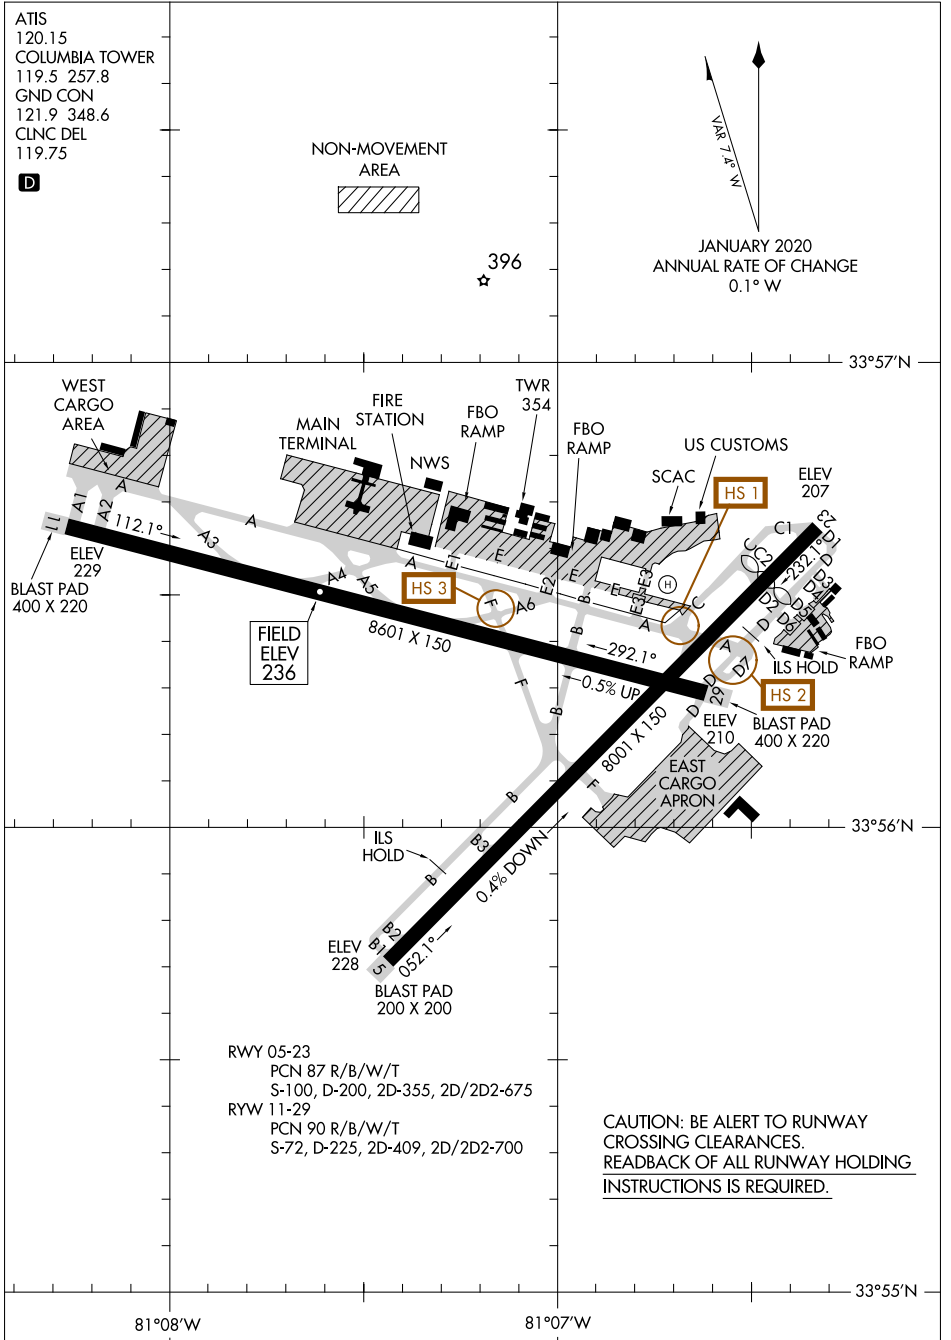 ATIS
120.15
COLUMBIA TOWER
119.5 257.8
GND CON
121.9 348.6
CLNC DEL
119.75
D
NON-MOVEMENT
AREA
396
VAR 7.4° W
JANUARY 2020
ANNUAL RATE OF CHANGE
0.1° W
33°57'N
WEST
CARGO
AREA
MAIN
TERMINAL
FIRE
STATION
NWS
FBO
RAMP
TWR
354
FBO
RAMP
US CUSTOMS
SCAC
HS 1
ELEV
207
23
D1
D
C1
C
C2
232.1°
D3
D4
D5
D2
D6
D
A1
A
A2
11
112.1°
A
A3
ELEV
229
BLAST PAD
400 X 220
A4
A5
A
E1
E
E2
E
E
E3
E3
H
C
HS 3
F
A6
B
A
A
D7
D
ILS HOLD
FBO
RAMP
HS 2
8601 X 150
FIELD
ELEV
236
292.1°
0.5% UP
29
D
ELEV
210
BLAST PAD
400 X 220
F
B
8001 X 150
EAST
CARGO
APRON
F
B
33°56'N
ILS
HOLD
B3
B
0.4% DOWN
B2
B1
ELEV
228
5
052.1°
BLAST PAD
200 X 200
RWY 05-23
PCN 87 R/B/W/T
S-100, D-200, 2D-355, 2D/2D2-675
RYW 11-29
PCN 90 R/B/W/T
S-72, D-225, 2D-409, 2D/2D2-700
CAUTION: BE ALERT TO RUNWAY
CROSSING CLEARANCES.
READBACK OF ALL RUNWAY HOLDING
INSTRUCTIONS IS REQUIRED.
33°55'N
81°08'W
81°07'W